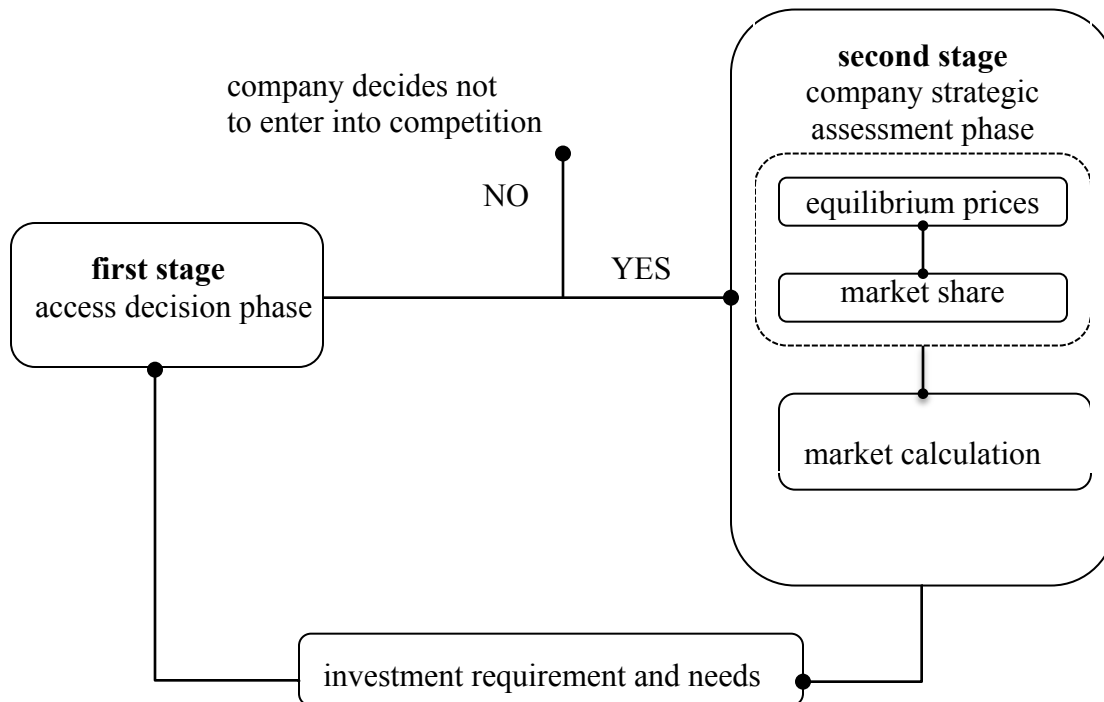 second stage
company strategic
assessment phase
company decides not
to enter into competition
NO
equilibrium prices
first stage
access decision phase
YES
market share
market calculation
investment requirement and needs